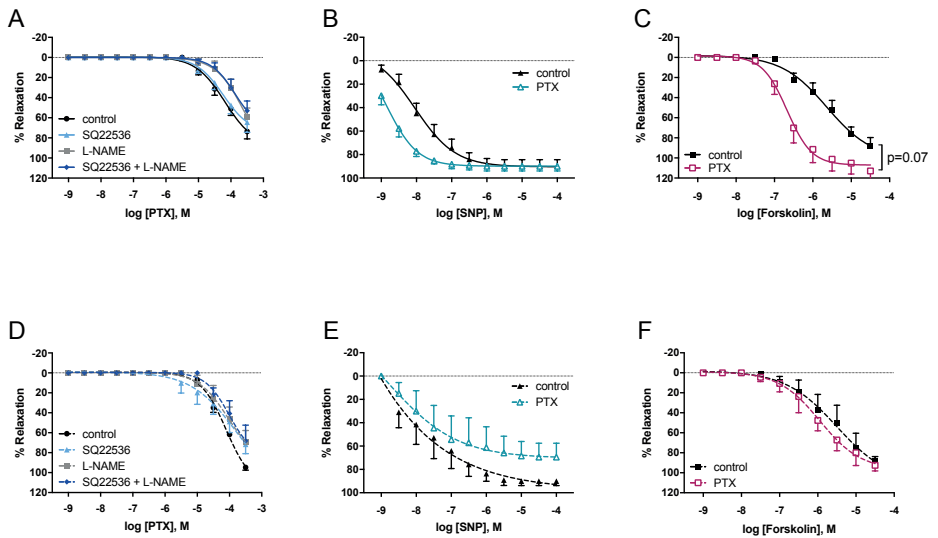 A
% Relaxation
-20
0
20
40
60
80
100
120
control
SQ22536
L-NAME
SQ22536 + L-NAME
-9 -8 -7 -6 -5 -4 -3
log [PTX], M
B
% Relaxation
-20
0
20
40
60
80
100
control
PTX
-9 -8 -7 -6 -5 -4
log [SNP], M
C
% Relaxation
-20
0
20
40
60
80
100
120
control
PTX
p=0.07
-9 -8 -7 -6 -5 -4
log [Forskolin], M
D
% Relaxation
-20
0
20
40
60
80
100
120
control
SQ22536
L-NAME
SQ22536 + L-NAME
-9 -8 -7 -6 -5 -4 -3
log [PTX], M
E
% Relaxation
-20
0
20
40
60
80
100
control
PTX
-9 -8 -7 -6 -5 -4
log [SNP], M
F
% Relaxation
-20
0
20
40
60
80
100
120
control
PTX
-9 -8 -7 -6 -5 -4
log [Forskolin], M